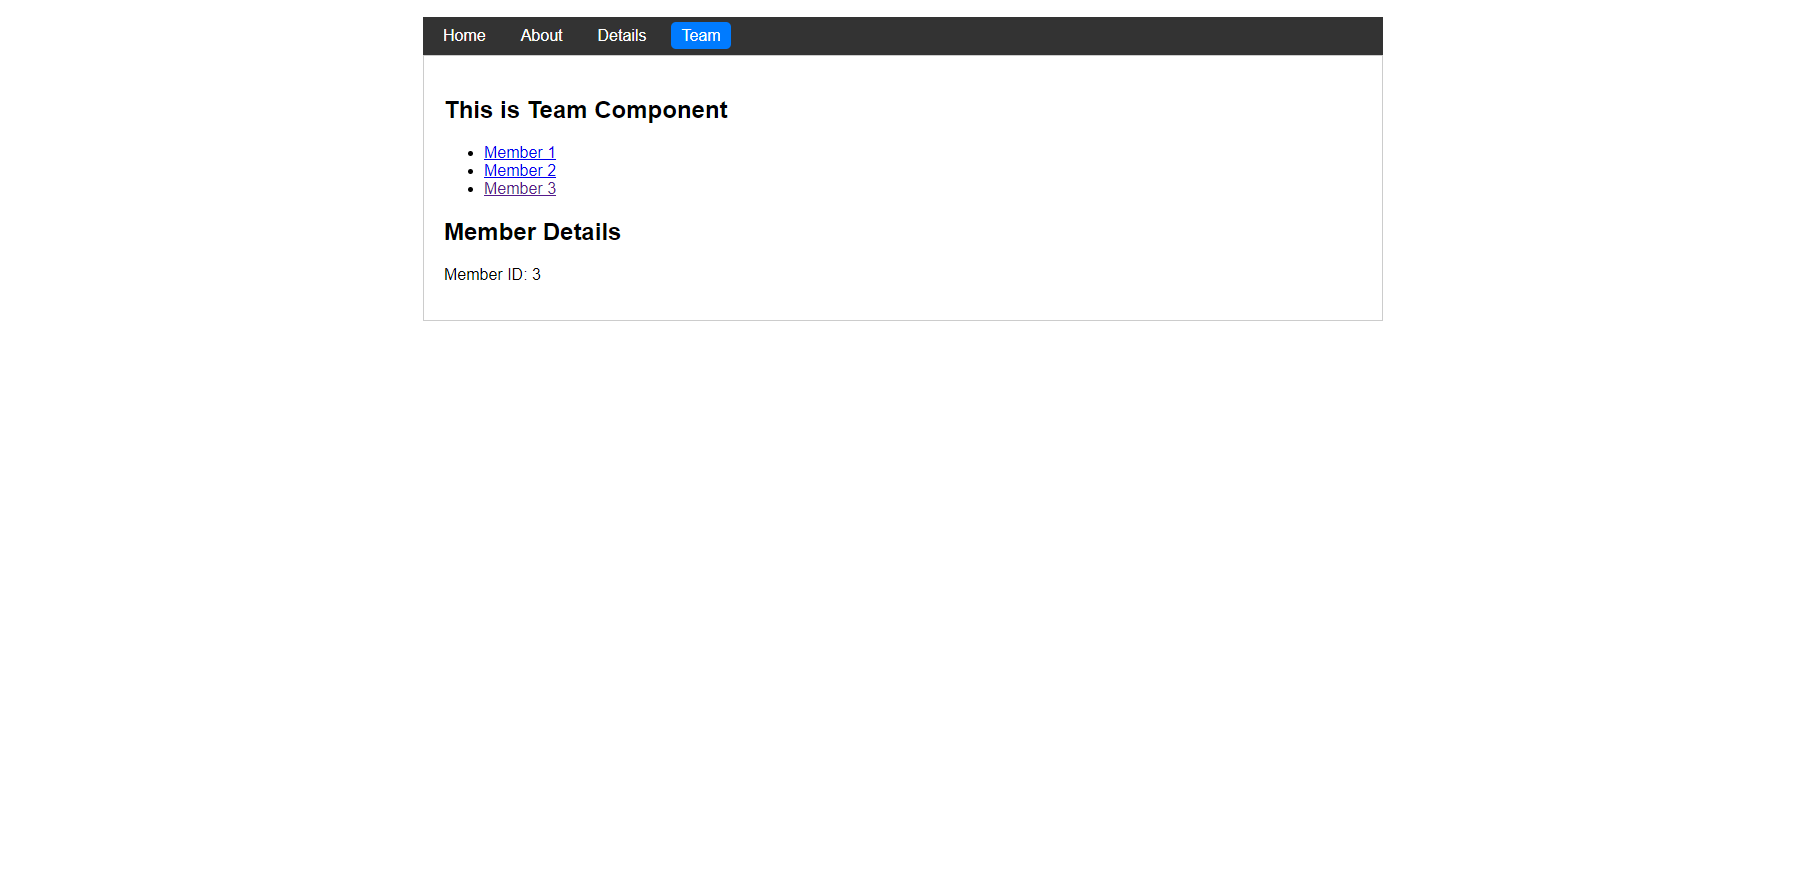 Home About Details Team
This is Team Component
Member 1
Member 2
Member 3
Member Details
Member ID: 3